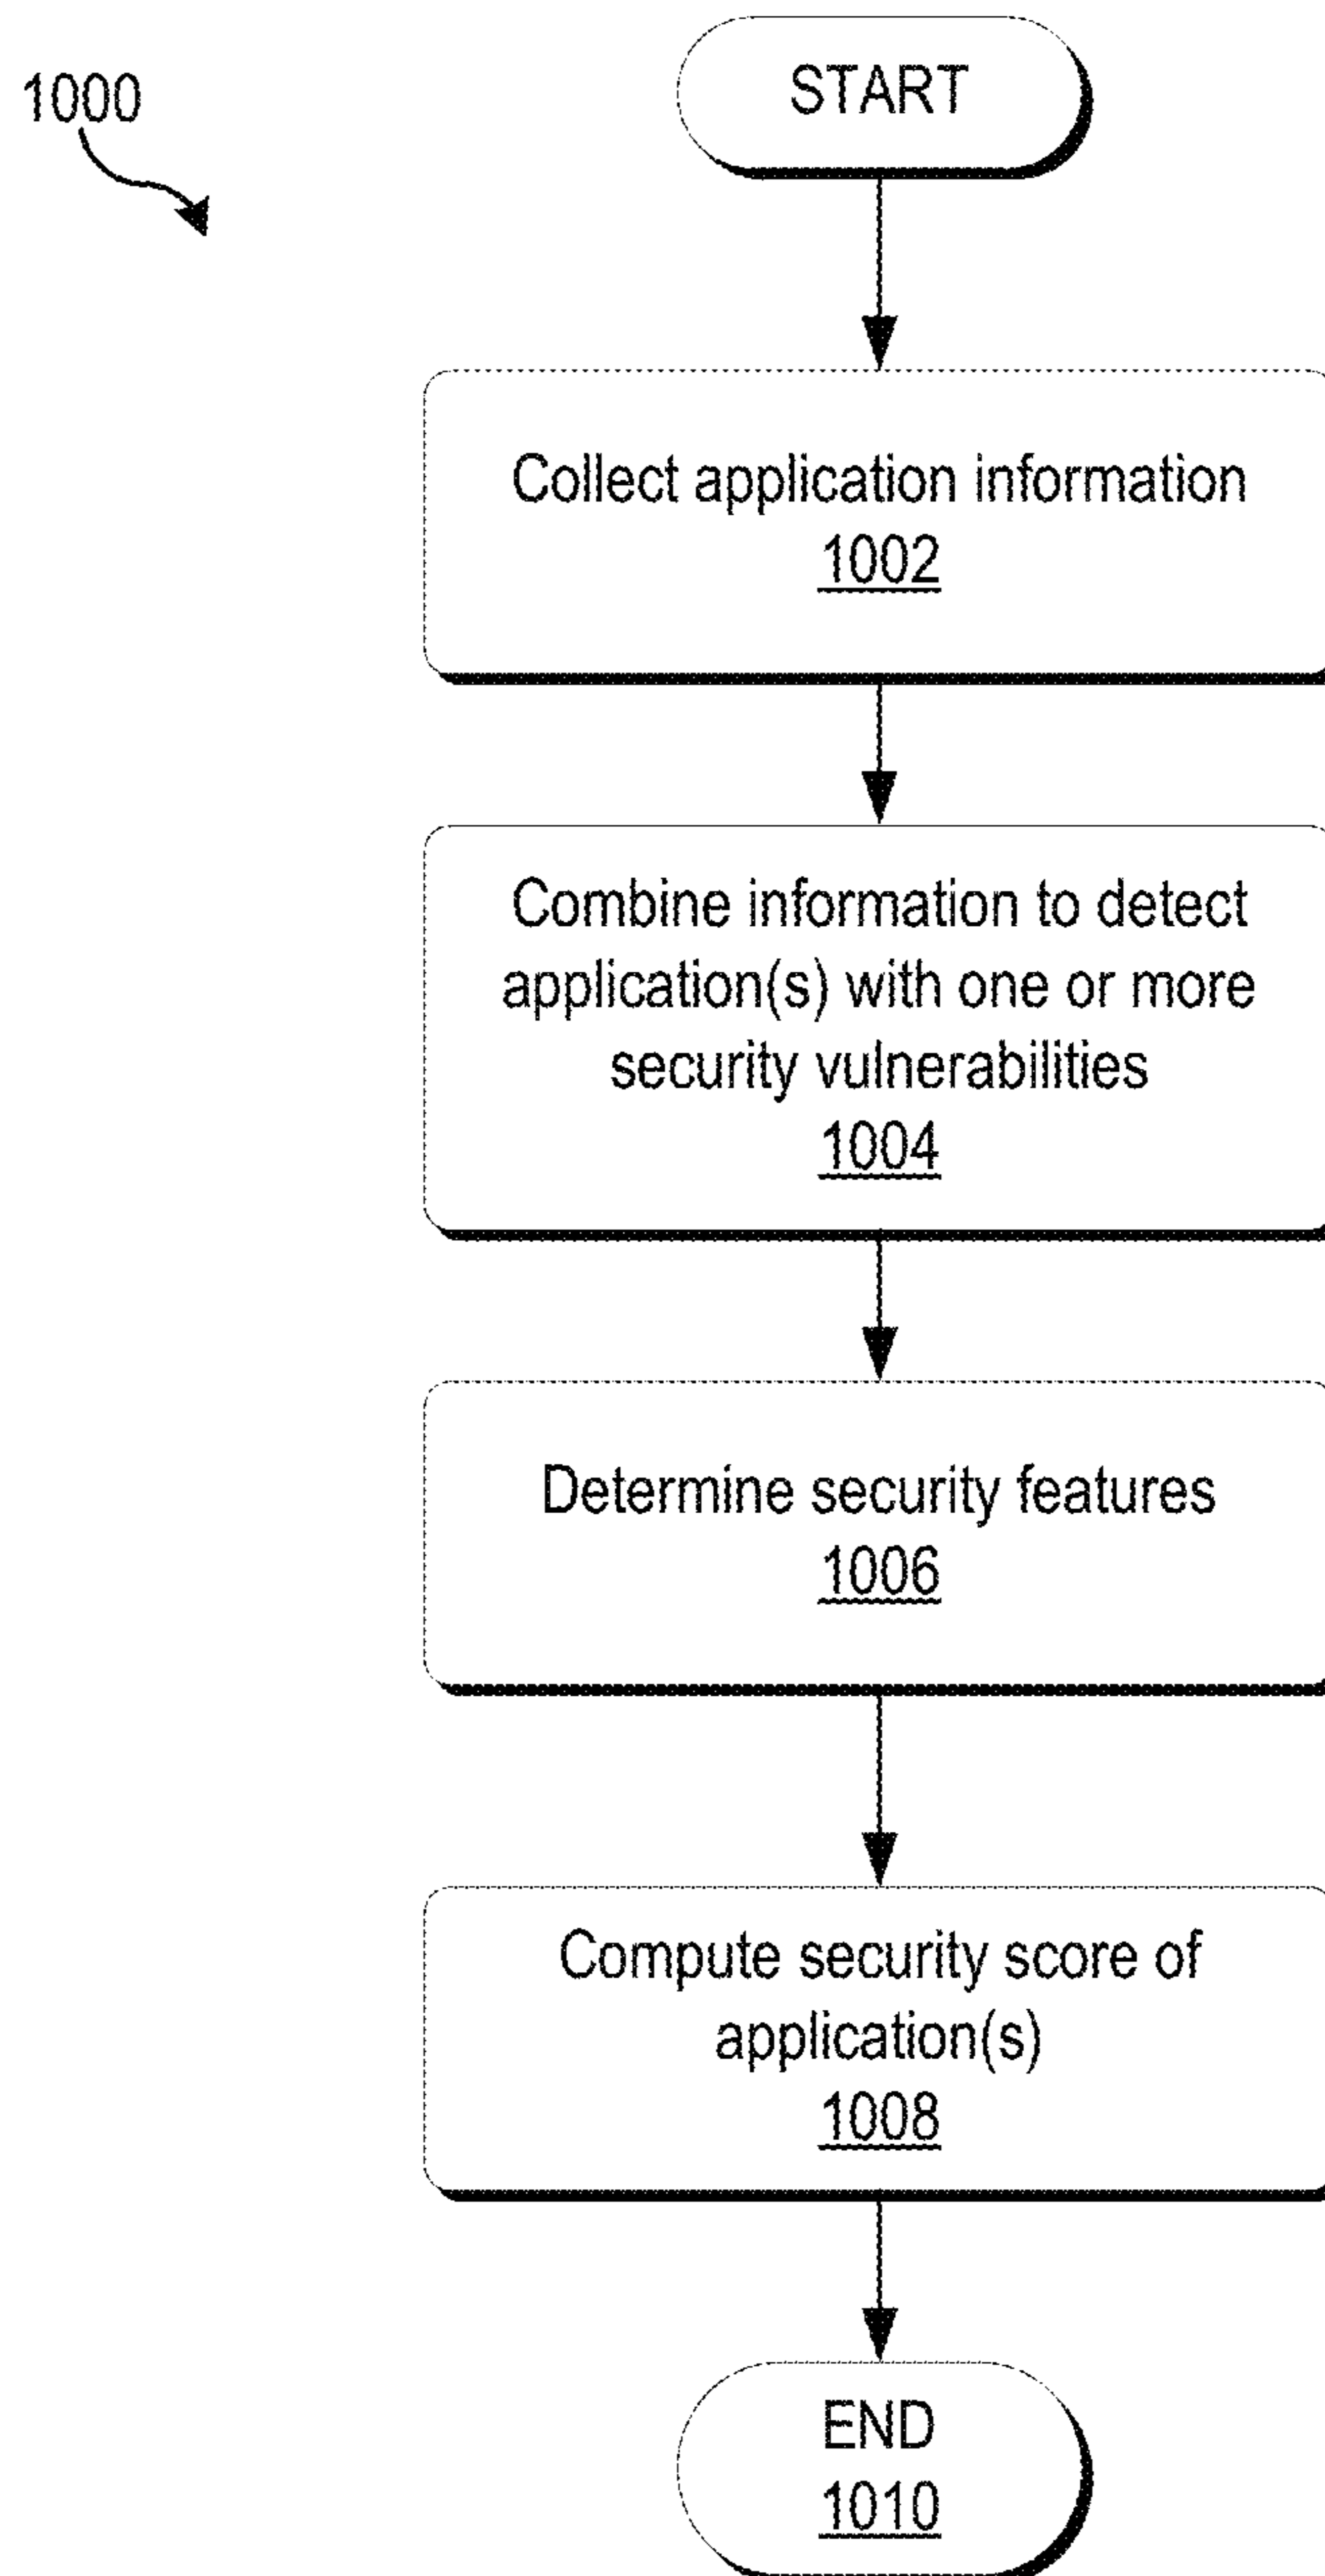 1000
START
Collect application information
1002
Combine information to detect
application(s) with one or more
security vulnerabilities
1004
Determine security features
1006
Compute security score of
application(s)
1008
END
1010